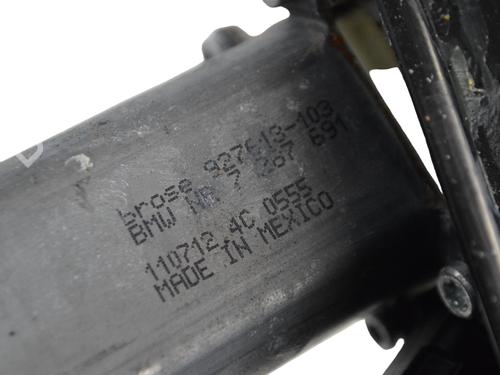 brose 927613-103
BMW NR 7 267 691
110712 4C 0555
MADE IN MEXICO